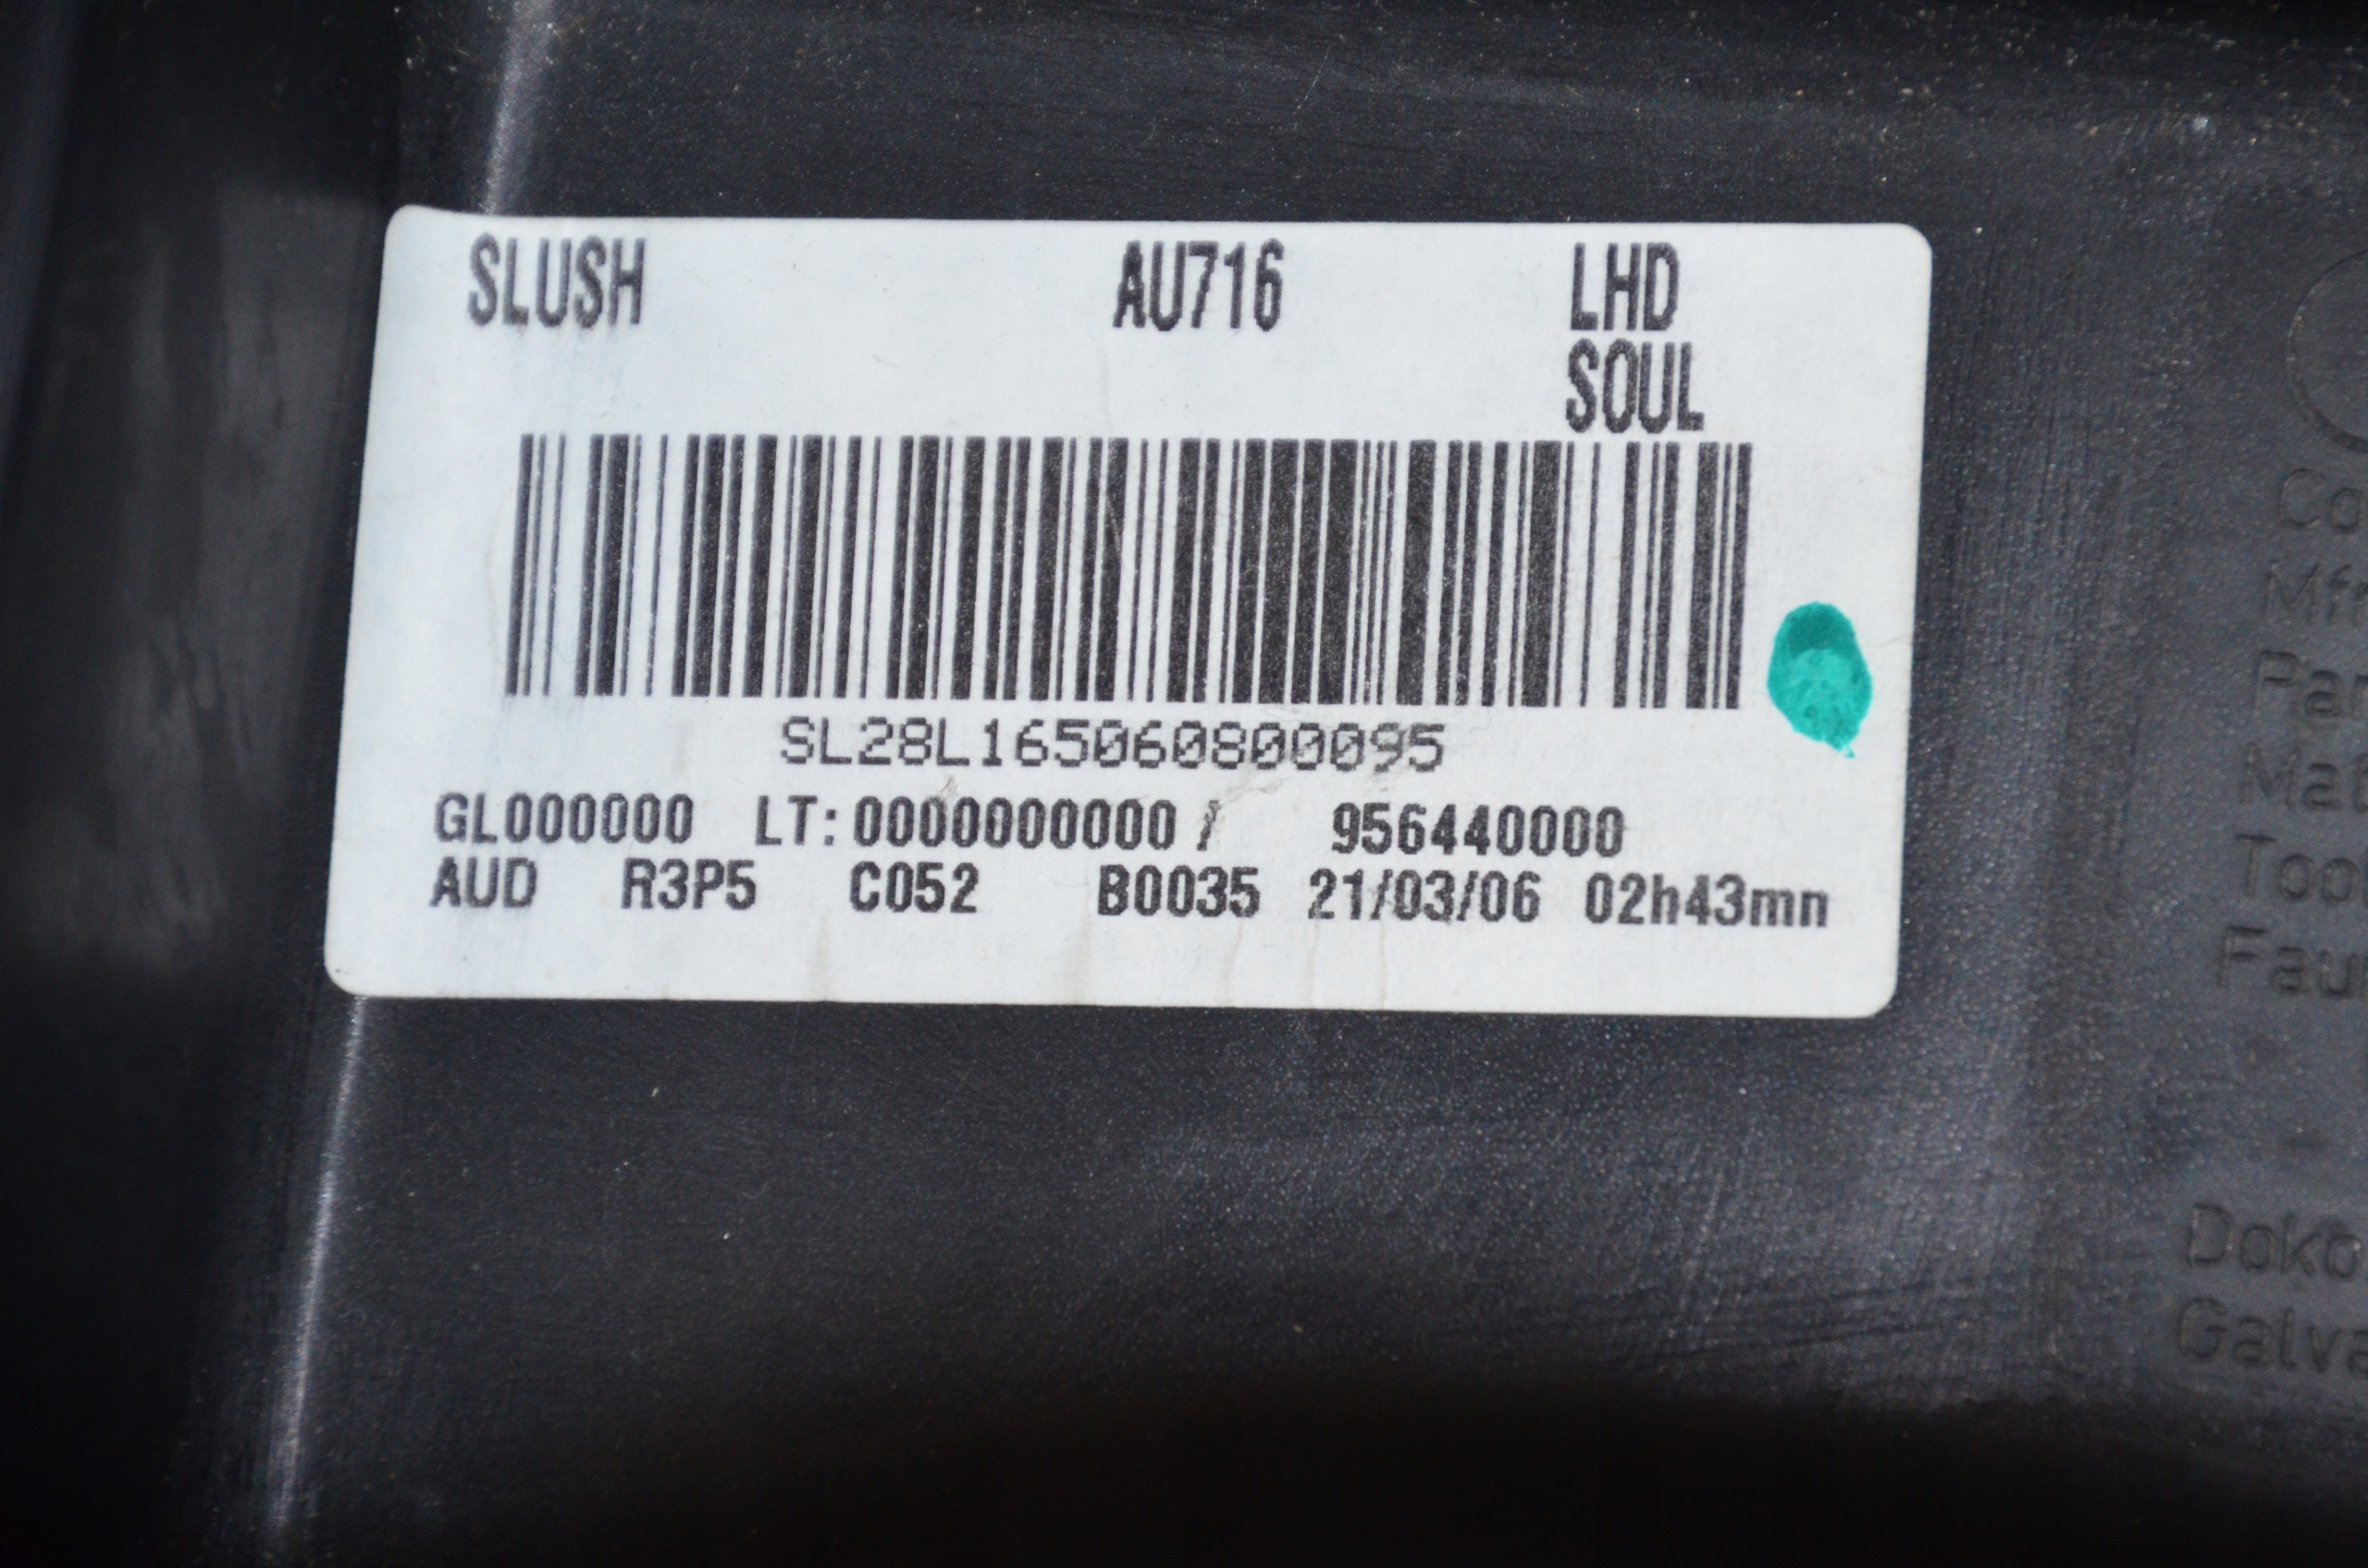 SLUSH AU716 LHD
SOUL
SL28L165060800095
GL000000 LT:0000000000/ 956440000
AUD R3P5 C052 B0035 21/03/06 02h43mn